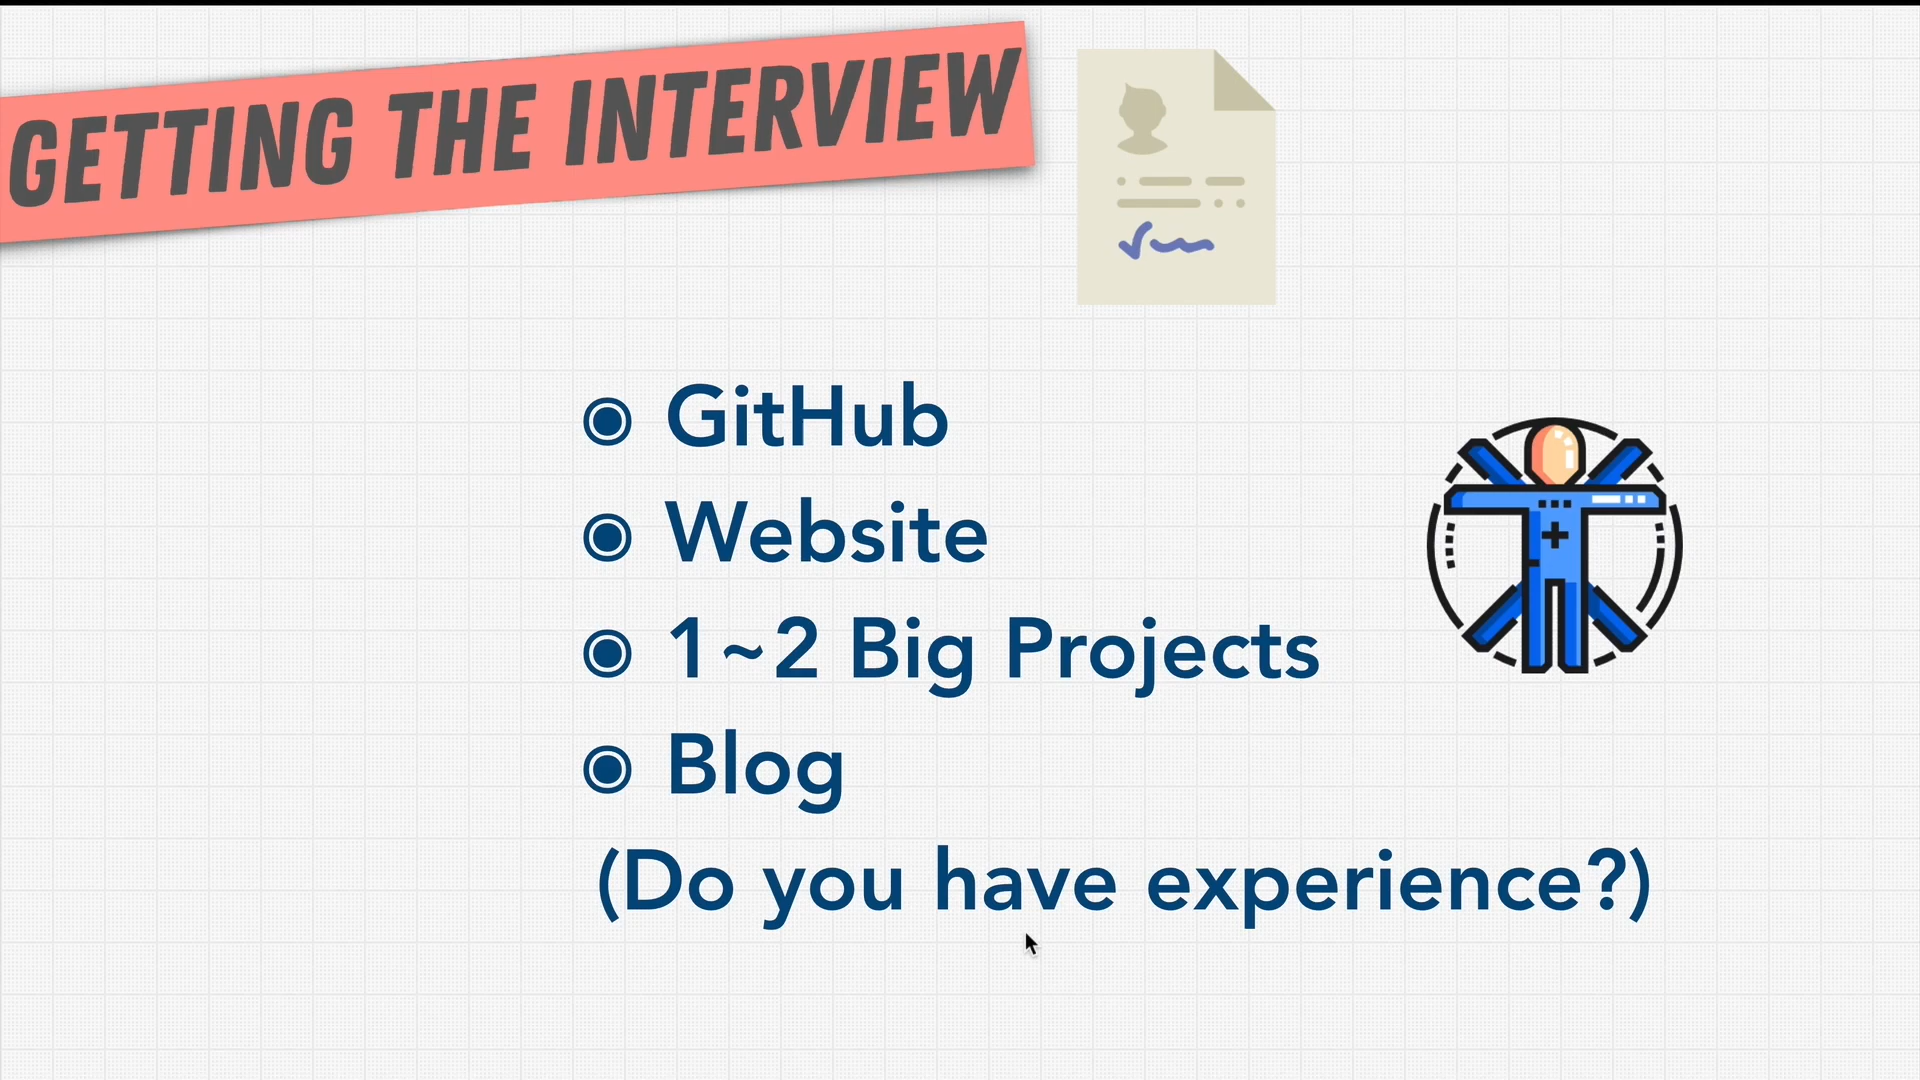 GETTING THE INTERVIEW
◉ GitHub
◉ Website
◉ 1~2 Big Projects
◉ Blog
(Do you have experience?)